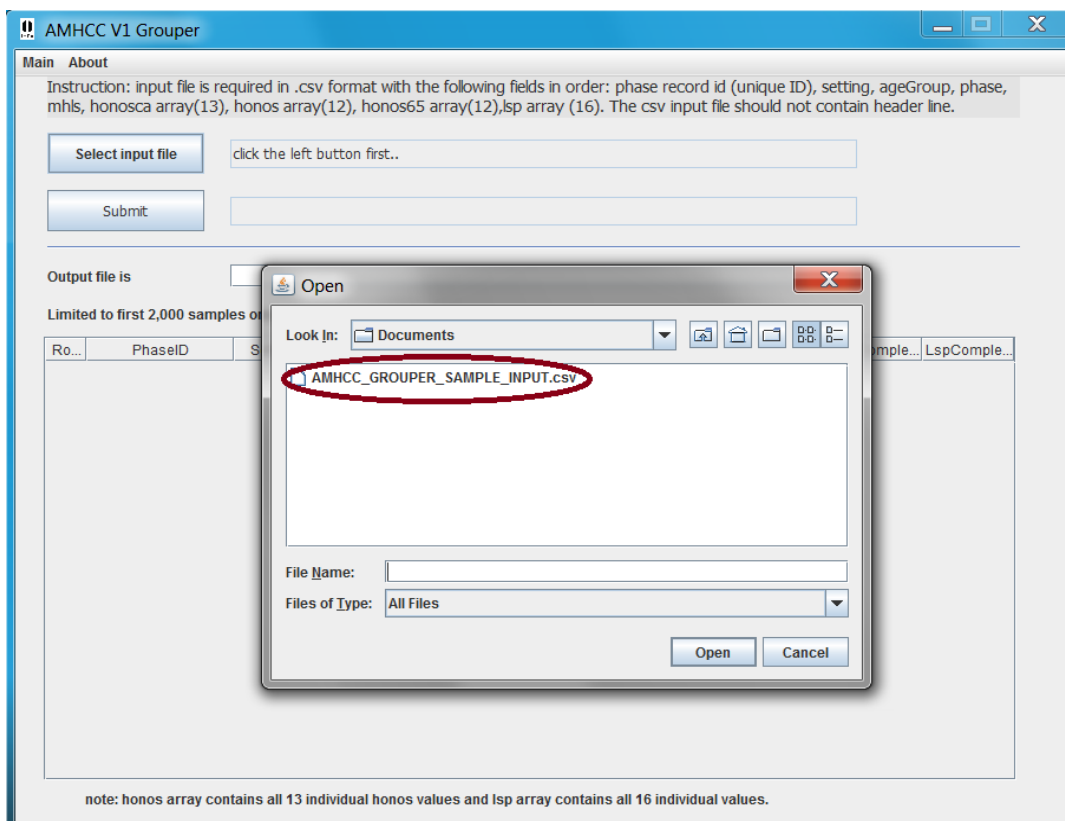 AMHCC V1 Grouper
Main About
Instruction: input file is required in .csv format with the following fields in order: phase record id (unique ID), setting, ageGroup, phase,
mhls, honosca array(13), honos array(12), honos65 array(12),lsp array (16). The csv input file should not contain header line.
Select input file
click the left button first..
Submit
Output file is
Limited to first 2,000 samples
Ro... PhaseID S
mple... LspComple...
Open
Look In: Documents
AMHCC_GROUPER_SAMPLE_INPUT.csv
File Name:
Files of Type: All Files
Open Cancel
note: honos array contains all 13 individual honos values and lsp array contains all 16 individual values.